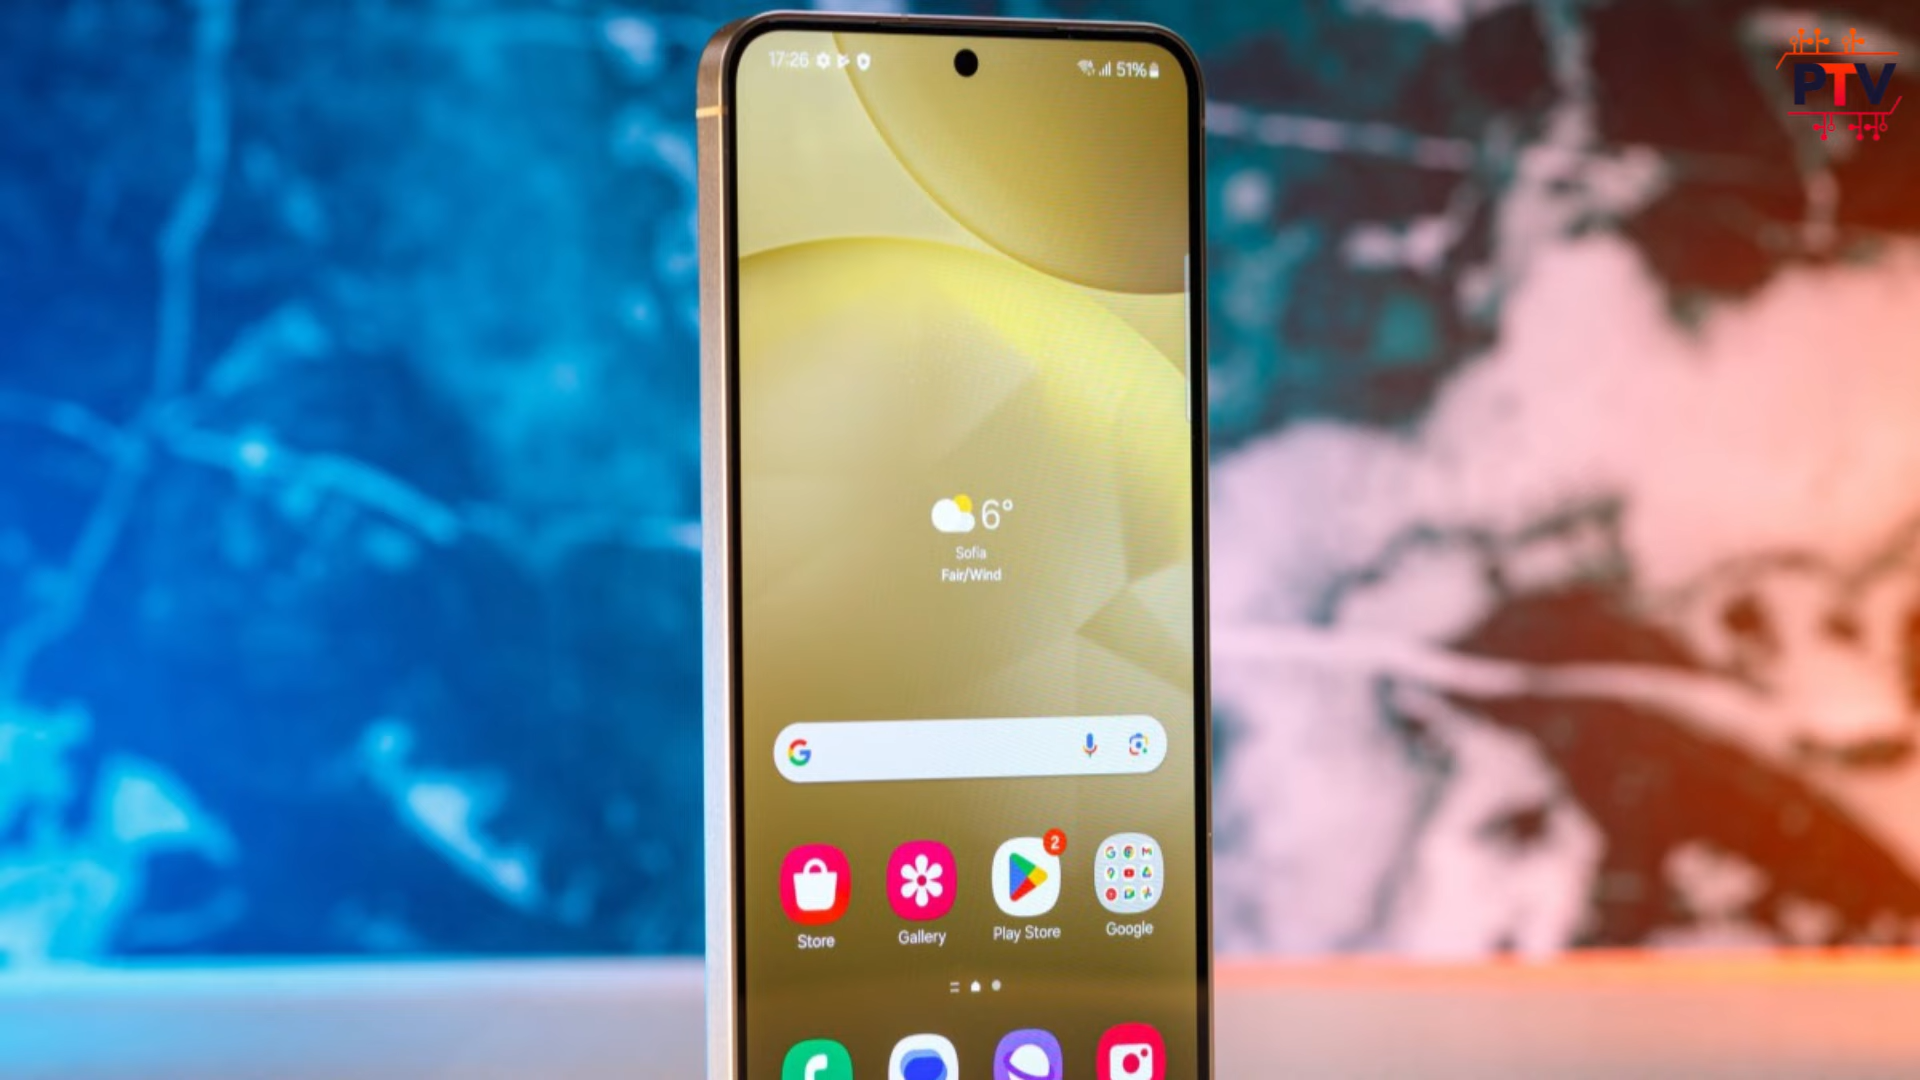 17:26
51%
PTV
6°
Sofia
Fair/Wind
2
Store
Gallery
Play Store
Google